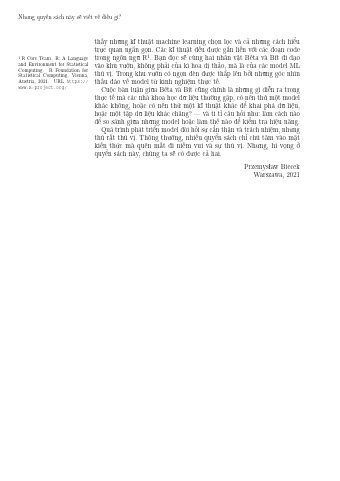 Nhưng quyển sách này sẽ viết về điều gì?
thấy những kĩ thuật machine learning chọn lọc và cả những cách hiểu
trực quan ngắn gọn. Các kĩ thuật đều được gắn liền với các đoạn code
trong ngôn ngữ R¹. Bạn đọc sẽ cùng hai nhân vật Bêta và Bit đi dạo
vào khu vườn, không phải của kì hoa dị thảo, mà là của các model ML
thú vị. Trong khu vườn có ngọn đèn được thắp lên bởi những góc nhìn
thấu đáo về model từ kinh nghiệm thực tế.
Cuộc bàn luận giữa Bêta và Bit cũng chính là những gì diễn ra trong
thực tế mà các nhà khoa học dữ liệu thường gặp, có nên thử một model
khác không, hoặc có nên thử một kĩ thuật khác để khai phá dữ liệu,
hoặc một tập dữ liệu khác chăng? — và tỉ tỉ câu hỏi như: làm cách nào
để so sánh giữa những model hoặc làm thế nào để kiểm tra hiệu năng.
Quá trình phát triển model đòi hỏi sự cẩn thận và trách nhiệm, nhưng
thú rất thú vị. Thông thường, nhiều quyển sách chỉ chú tâm vào mặt
kiến thức mà quên mất đi niềm vui và sự thú vị. Nhưng, hi vọng ở
quyển sách này, chúng ta sẽ có được cả hai.
Przemysław Biecek
Warszawa, 2021
¹ R Core Team. R: A Language
and Environment for Statistical
Computing. R Foundation for
Statistical Computing, Vienna,
Austria, 2021. URL https://
www.R-project.org/